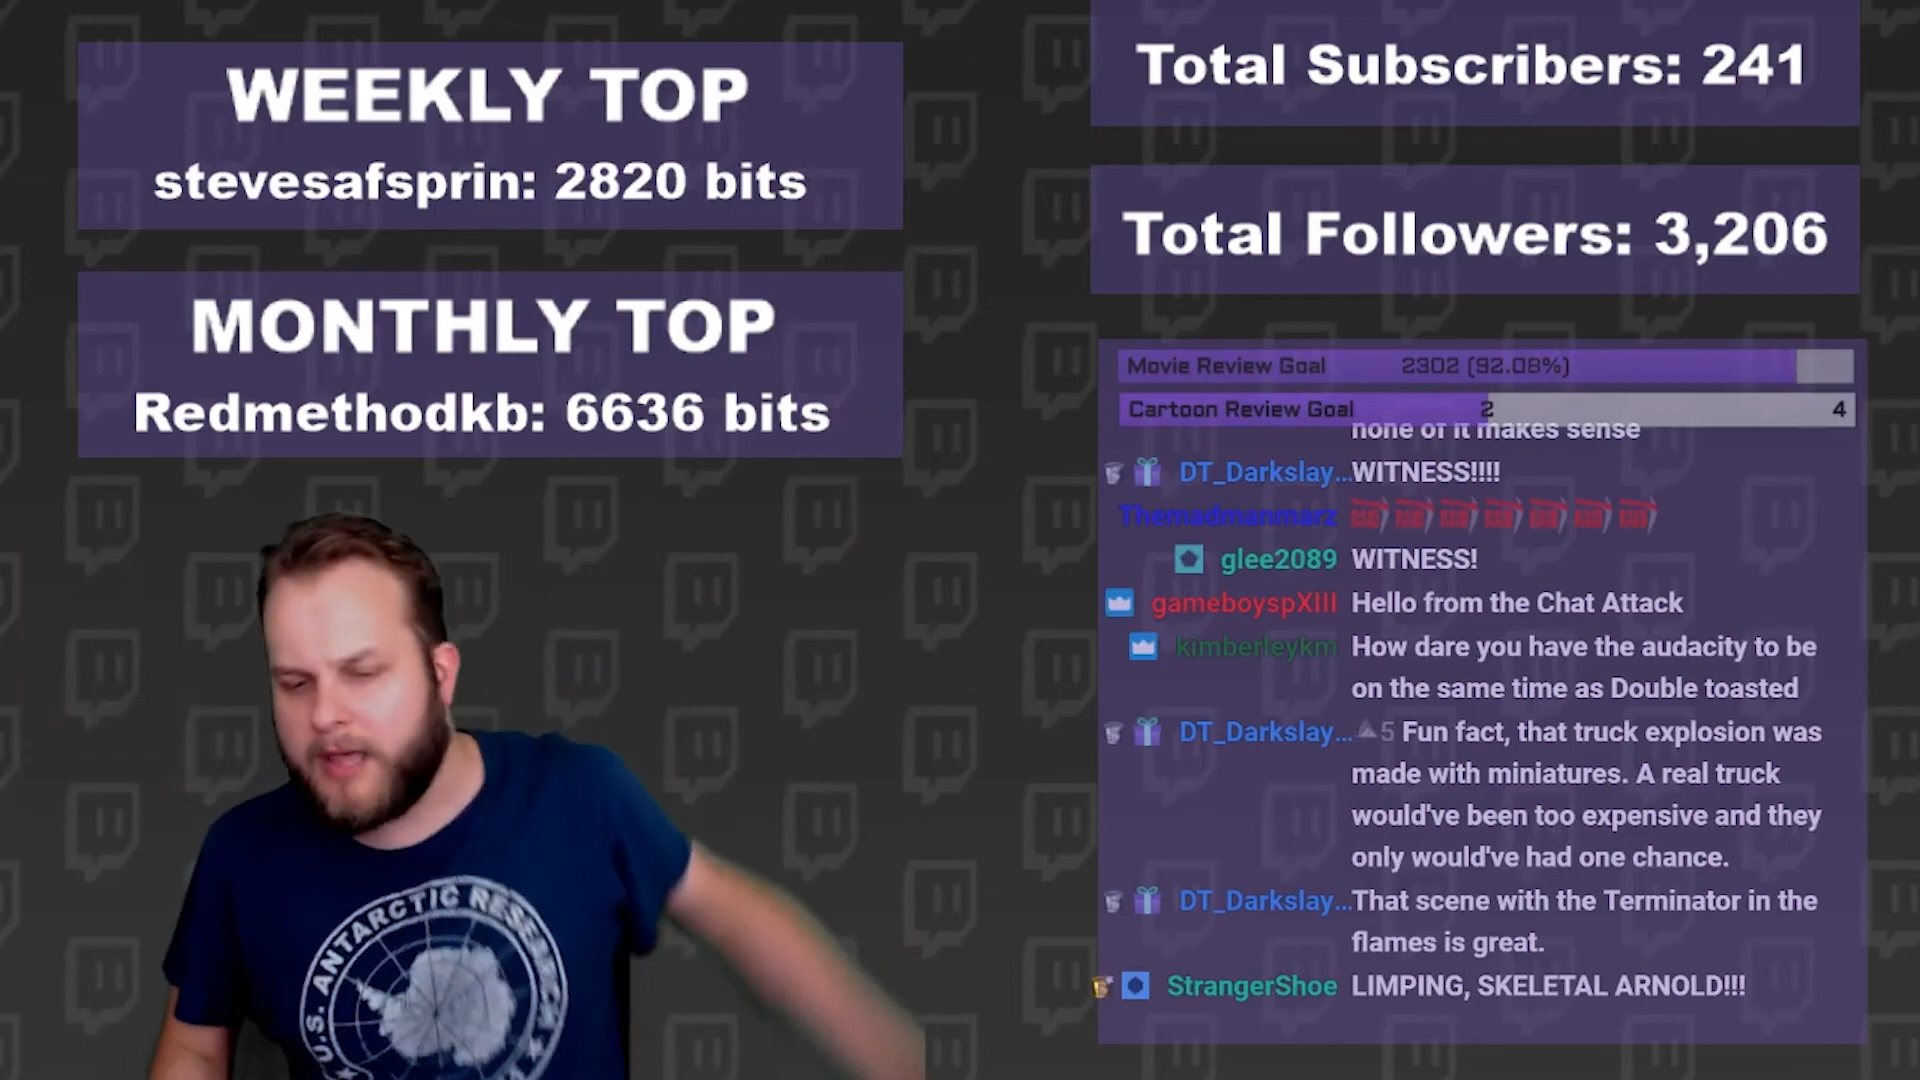 WEEKLY TOP
stevesafsprin: 2820 bits
MONTHLY TOP
Redmethodkb: 6636 bits
Total Subscribers: 241
Total Followers: 3,206
Movie Review Goal 2302 (92.08%)
Cartoon Review Goal 2 4
none of it makes sense
DT_Darkslay... WITNESS!!!!
Themadmanmarz
glee2089 WITNESS!
gameboyspXIII Hello from the Chat Attack
kimberleykm How dare you have the audacity to be
on the same time as Double toasted
DT_Darkslay... 5 Fun fact, that truck explosion was
made with miniatures. A real truck
would've been too expensive and they
only would've had one chance.
DT_Darkslay... That scene with the Terminator in the
flames is great.
StrangerShoe LIMPING, SKELETAL ARNOLD!!!
U.S. ANTARCTIC RESEARCH